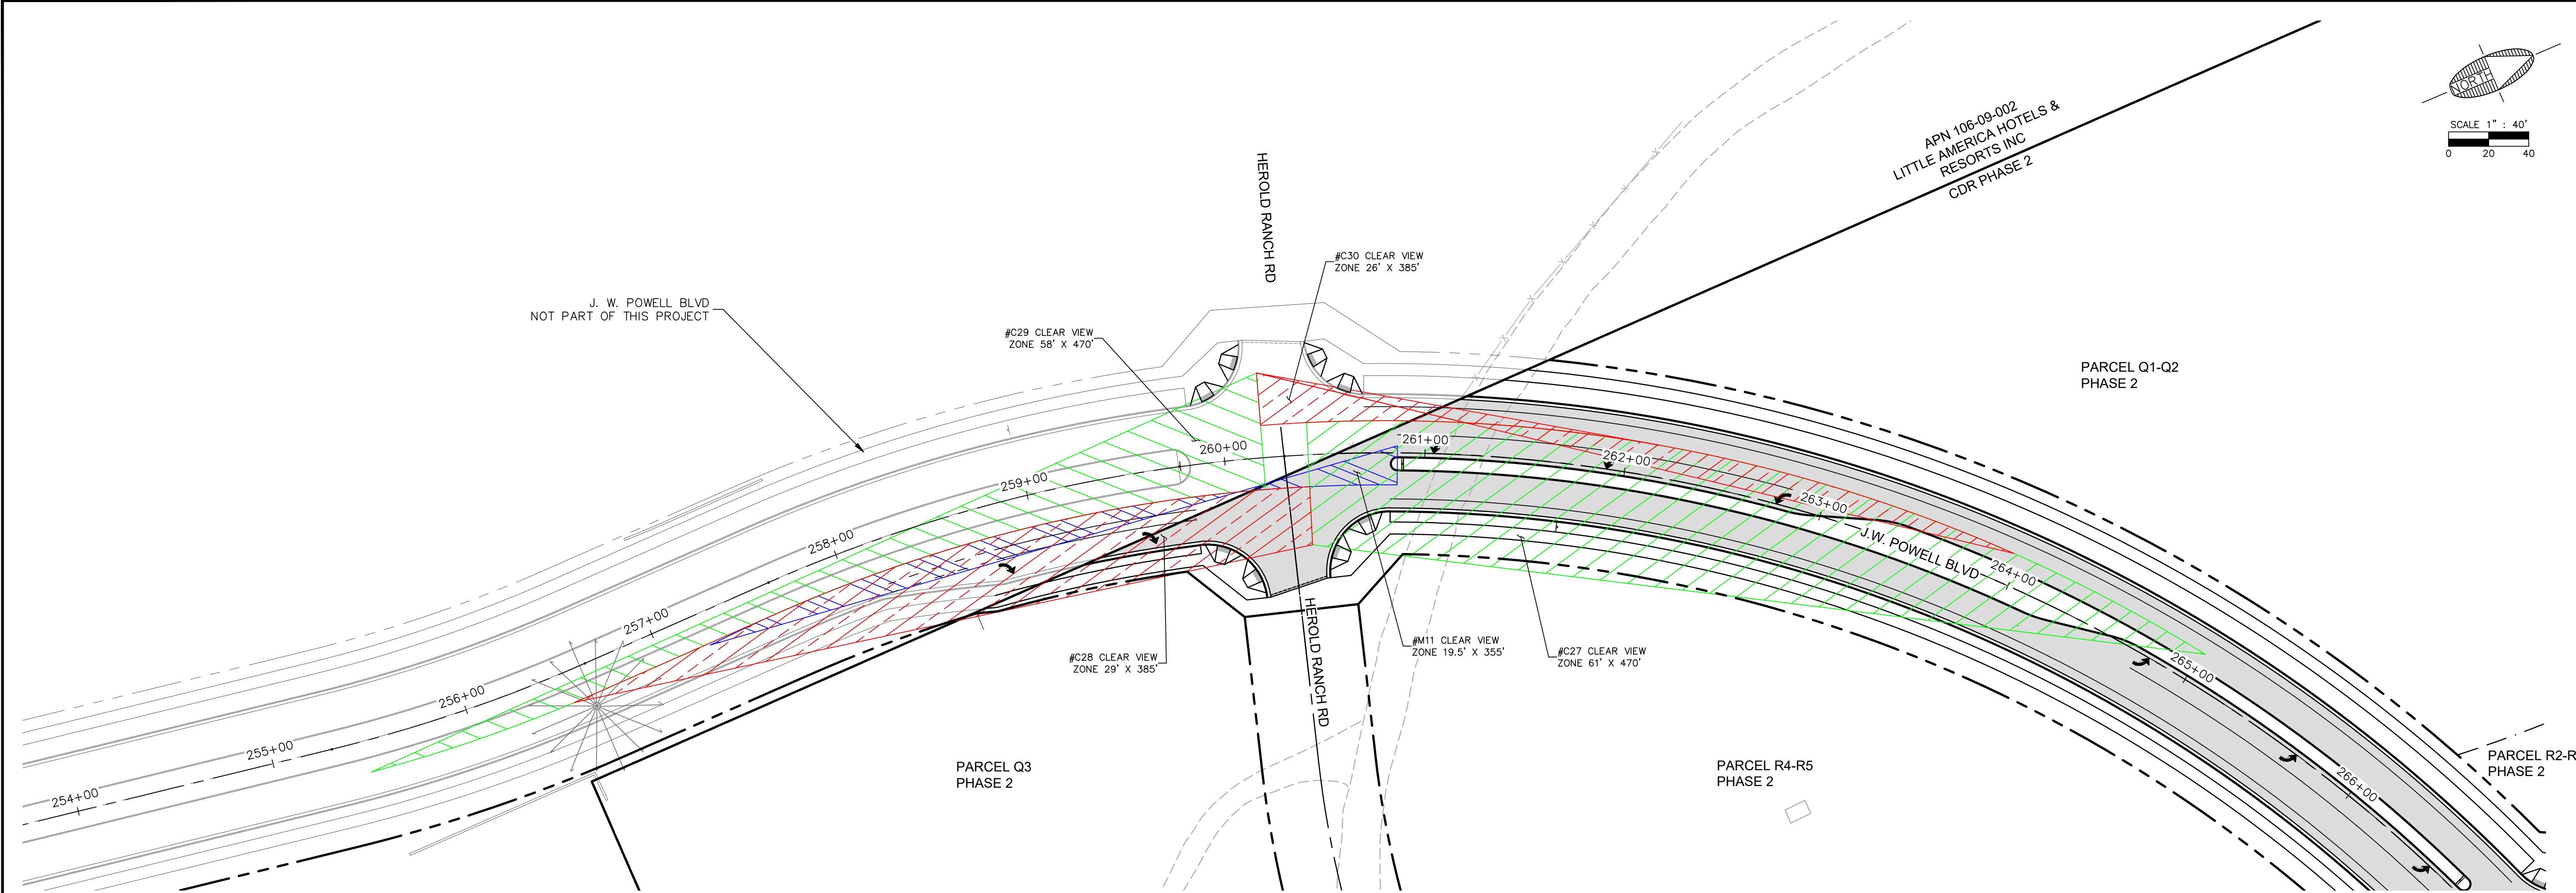 NORTH
SCALE 1" : 40'
0 20 40
APN 106-09-002
LITTLE AMERICA HOTELS &
RESORTS INC
CDR PHASE 2
HEROLD RANCH RD
#C30 CLEAR VIEW
ZONE 26' X 385'
J. W. POWELL BLVD
NOT PART OF THIS PROJECT
#C29 CLEAR VIEW
ZONE 58' X 470'
PARCEL Q1-Q2
PHASE 2
254+00
255+00
256+00
257+00
258+00
259+00
260+00
261+00
262+00
263+00
264+00
265+00
266+00
J.W. POWELL BLVD
#C28 CLEAR VIEW
ZONE 29' X 385'
HEROLD RANCH RD
#M11 CLEAR VIEW
ZONE 19.5' X 355'
#C27 CLEAR VIEW
ZONE 61' X 470'
PARCEL Q3
PHASE 2
PARCEL R4-R5
PHASE 2
PARCEL R2-R
PHASE 2